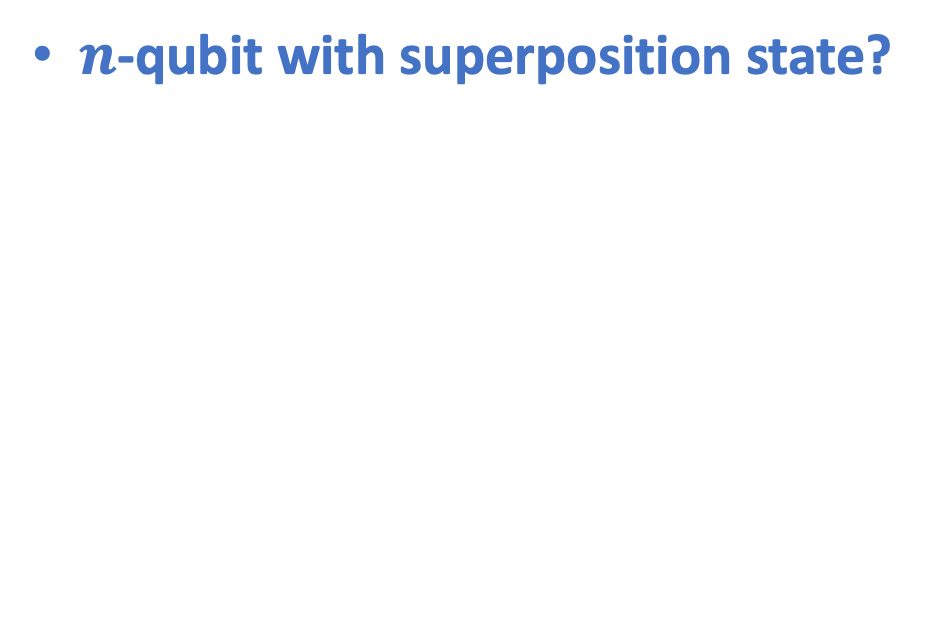 • n-qubit with superposition state?